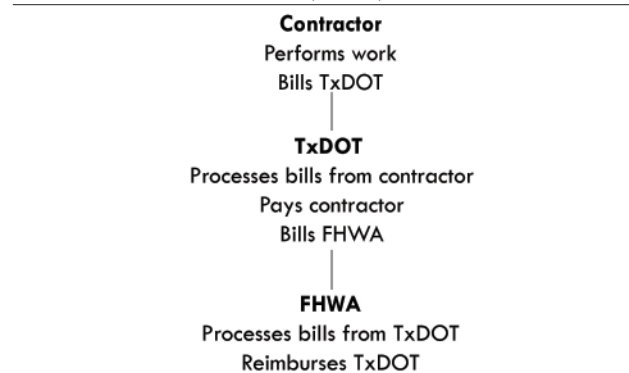 Contractor
Performs work
Bills TxDOT
TxDOT
Processes bills from contractor
Pays contractor
Bills FHWA
FHWA
Processes bills from TxDOT
Reimburses TxDOT